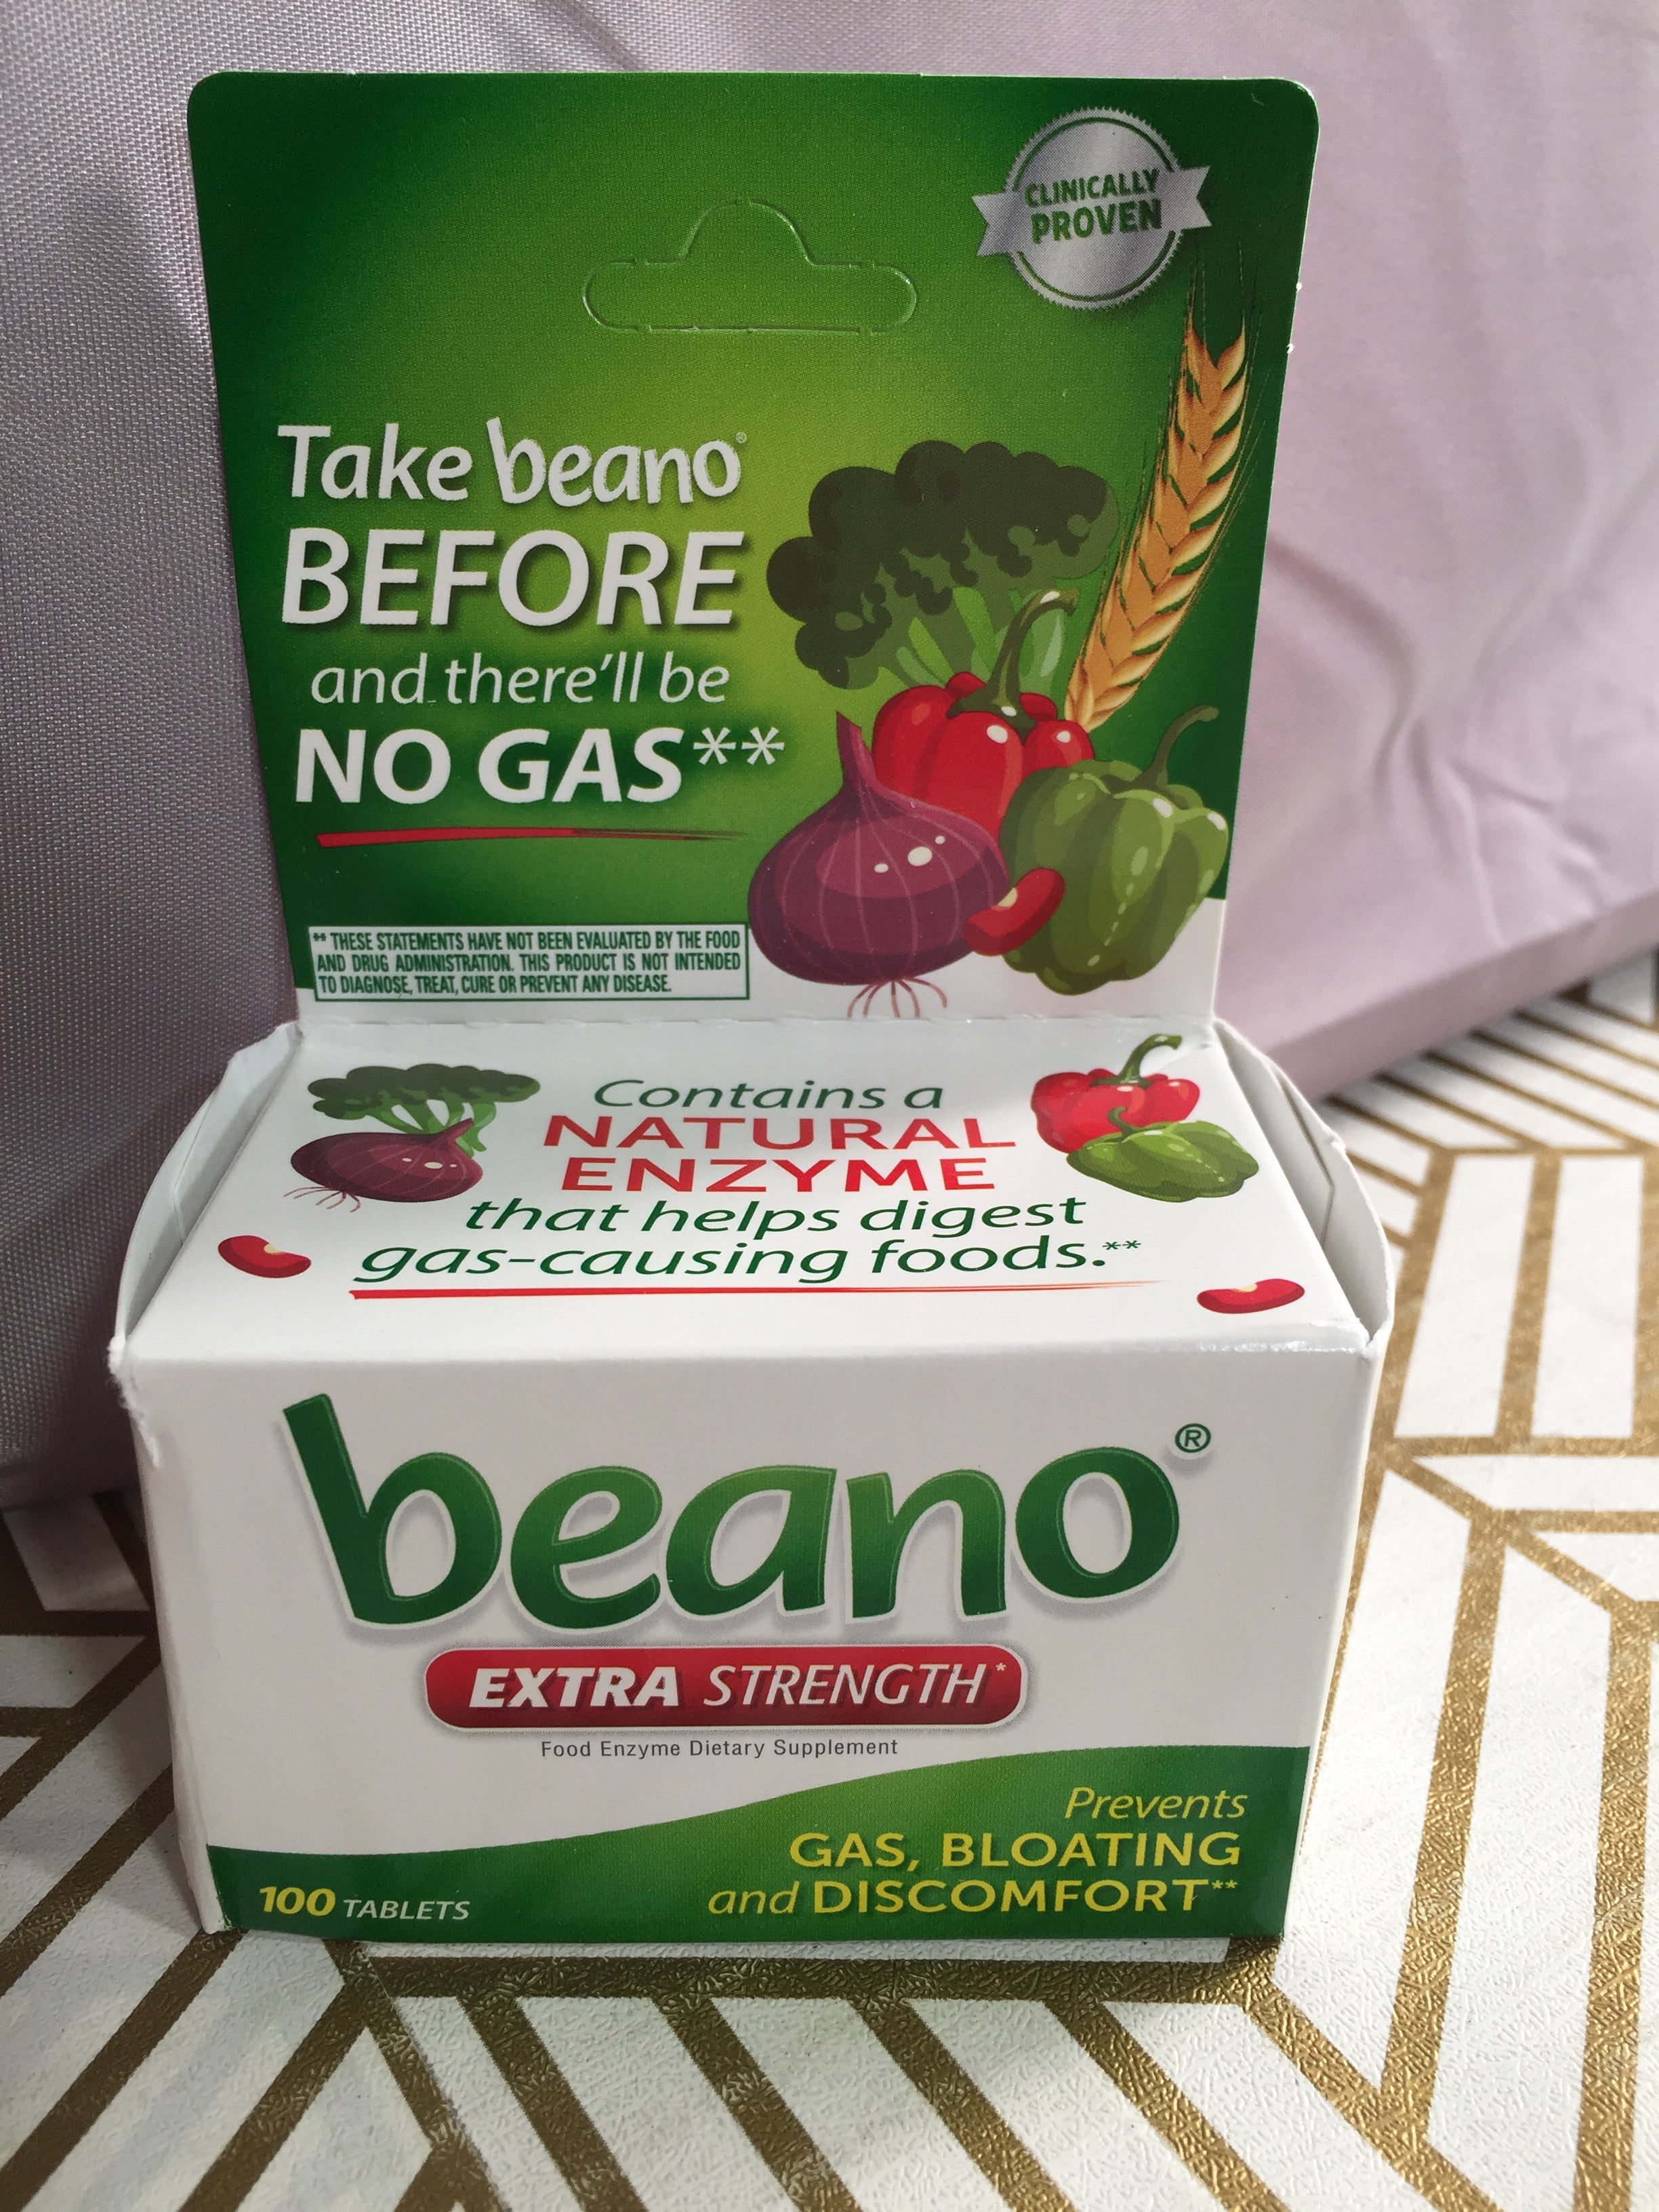 CLINICALLY
PROVEN
Take beano®
BEFORE
and there'll be
NO GAS**
** THESE STATEMENTS HAVE NOT BEEN EVALUATED BY THE FOOD
AND DRUG ADMINISTRATION. THIS PRODUCT IS NOT INTENDED
TO DIAGNOSE, TREAT, CURE OR PREVENT ANY DISEASE.
Contains a
NATURAL
ENZYME
that helps digest
gas-causing foods.**
beano®
EXTRA STRENGTH*
Food Enzyme Dietary Supplement
Prevents
GAS, BLOATING
and DISCOMFORT**
100 TABLETS